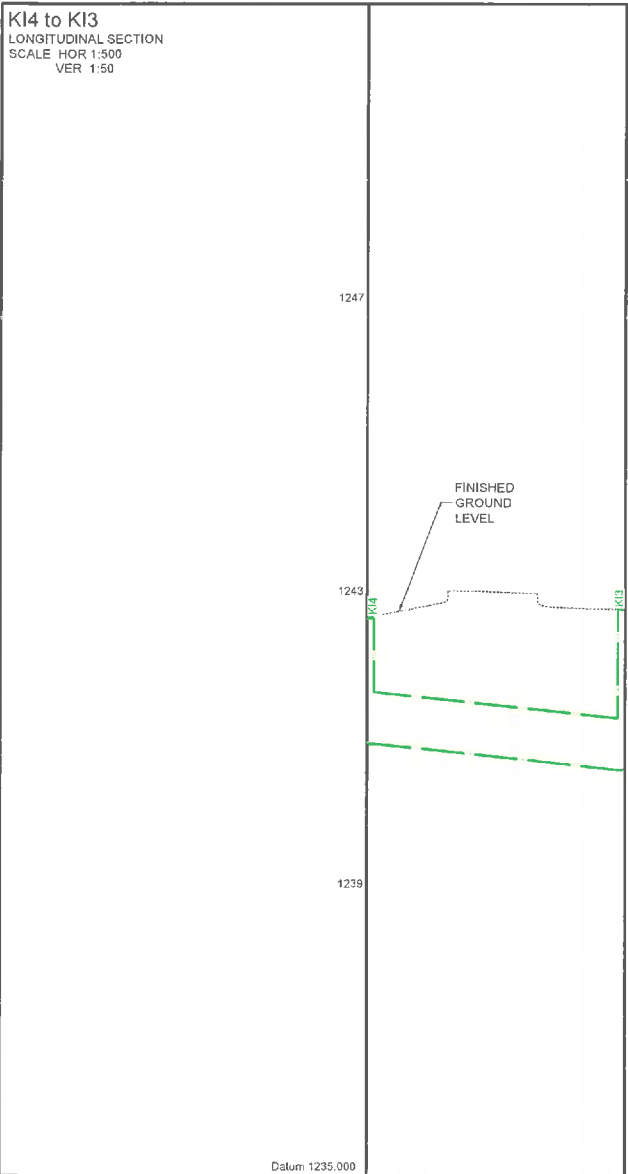 KI4 to KI3
LONGITUDINAL SECTION
SCALE HOR 1:500
VER 1:50
1247
FINISHED
GROUND
LEVEL
1243
KI4
KI3
1239
Datum 1235.000